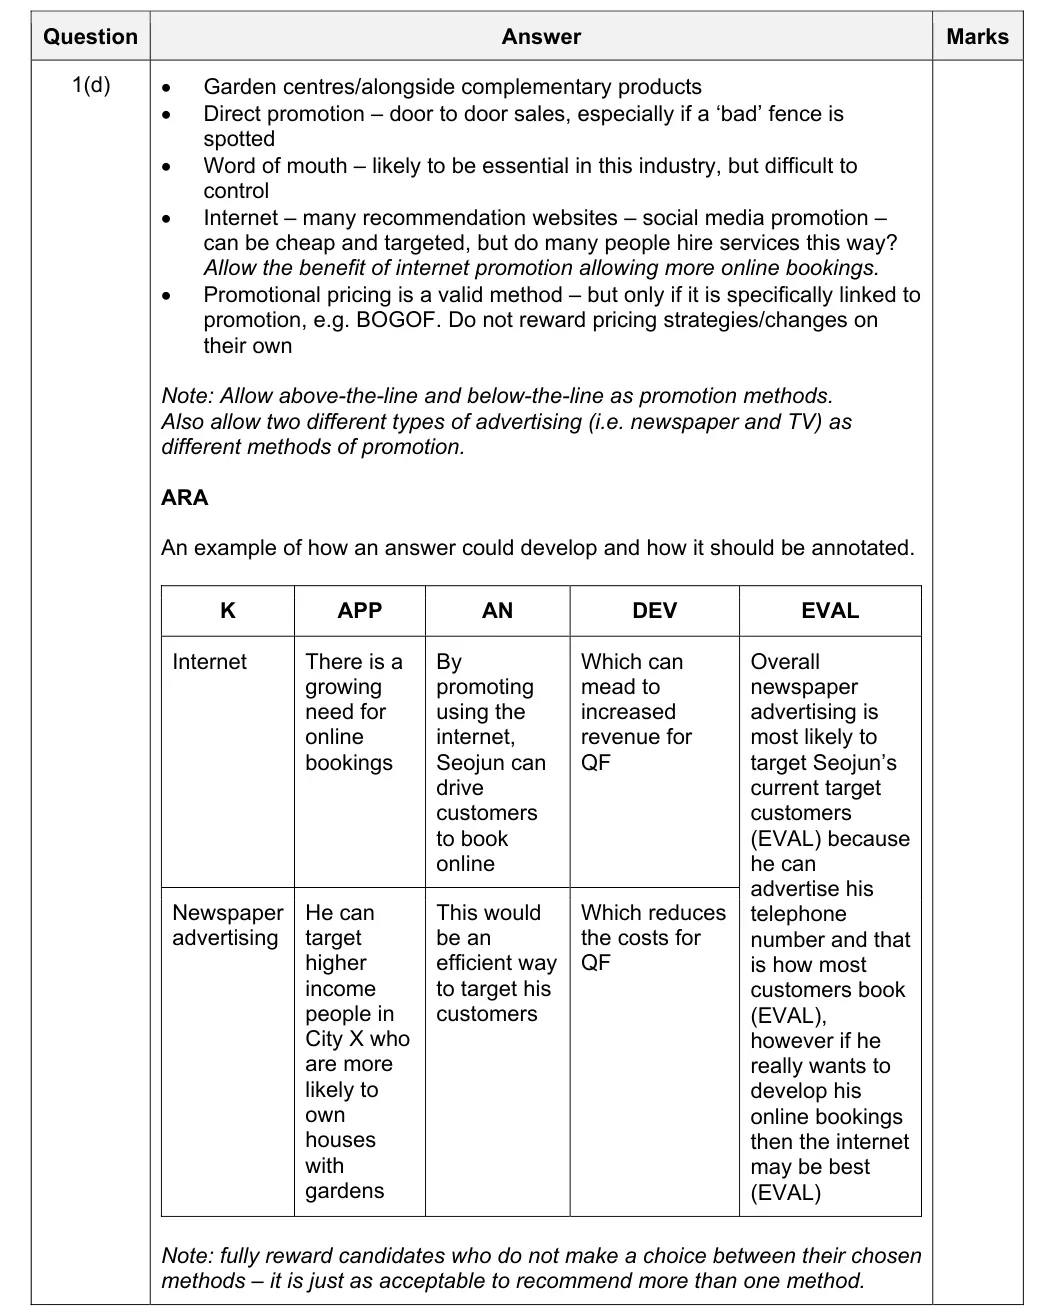 Question Answer Marks
1(d)
• Garden centres/alongside complementary products
• Direct promotion – door to door sales, especially if a ‘bad’ fence is
spotted
• Word of mouth – likely to be essential in this industry, but difficult to
control
• Internet – many recommendation websites – social media promotion –
can be cheap and targeted, but do many people hire services this way?
Allow the benefit of internet promotion allowing more online bookings.
• Promotional pricing is a valid method – but only if it is specifically linked to
promotion, e.g. BOGOF. Do not reward pricing strategies/changes on
their own
Note: Allow above-the-line and below-the-line as promotion methods.
Also allow two different types of advertising (i.e. newspaper and TV) as
different methods of promotion.
ARA
An example of how an answer could develop and how it should be annotated.
K APP AN DEV EVAL
Internet
There is a
growing
need for
online
bookings
By
promoting
using the
internet,
Seojun can
drive
customers
to book
online
Which can
mead to
increased
revenue for
QF
Overall
newspaper
advertising is
most likely to
target Seojun’s
current target
customers
(EVAL) because
he can
advertise his
telephone
number and that
is how most
customers book
(EVAL),
however if he
really wants to
develop his
online bookings
then the internet
may be best
(EVAL)
Newspaper
advertising
He can
target
higher
income
people in
City X who
are more
likely to
own
houses
with
gardens
This would
be an
efficient way
to target his
customers
Which reduces
the costs for
QF
Note: fully reward candidates who do not make a choice between their chosen
methods – it is just as acceptable to recommend more than one method.